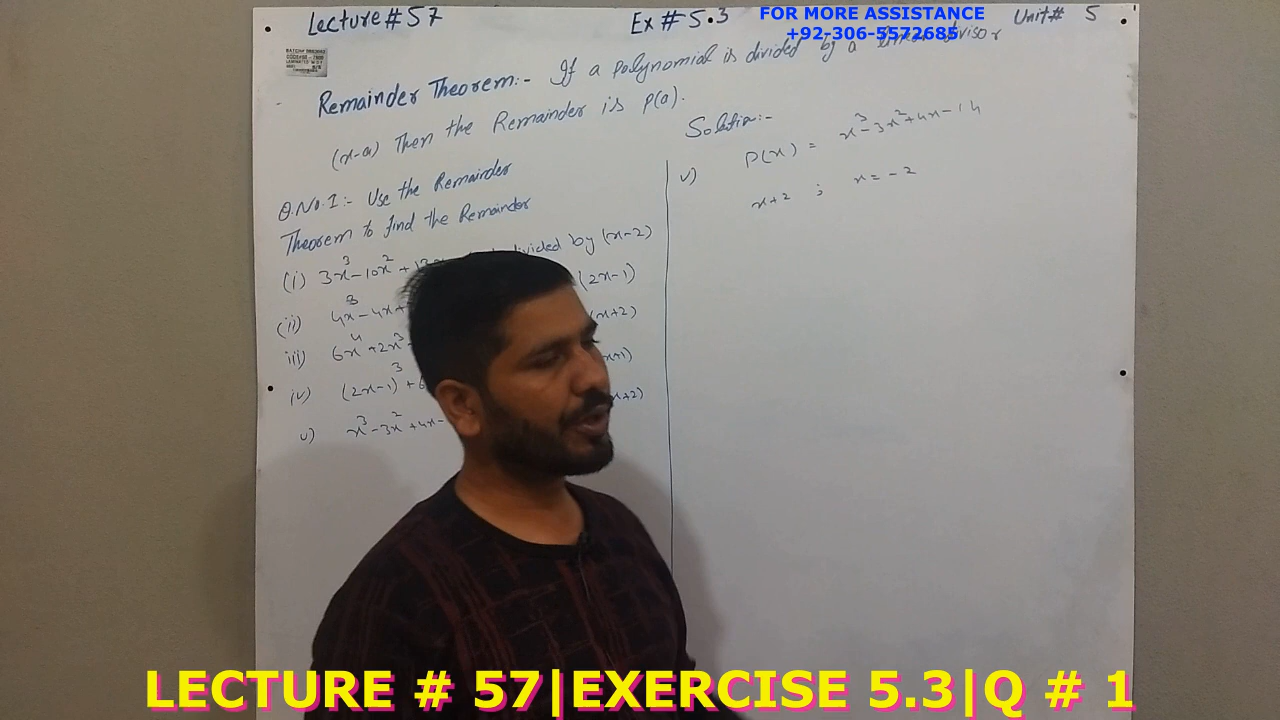 Lecture # 57 Ex # 5.3 Unit # 5
FOR MORE ASSISTANCE
+92-306-5572685
Remainder Theorem:- If a polynomial is divided by a linear divisor
(x-a) Then the Remainder is p(a).
Q.No.1:- Use the Remainder
Theorem to find the Remainder
(i) 3x³-10x²+13x divided by (x-2)
(ii) 4x³-4x+ (2x-1)
iii) 6x⁴+2x³- (x+2)
iv) (2x-1)³+6 x+1)
v) x³-3x²+4x- x+2)
Solution:-
v) P(x) = x³-3x²+4x-14
x+2 ; x=-2
LECTURE # 57|EXERCISE 5.3|Q # 1